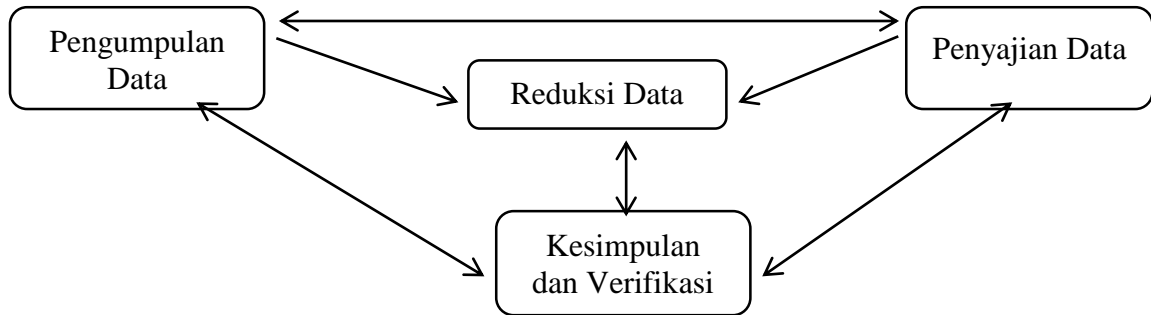 Pengumpulan
Data
Reduksi Data
Penyajian Data
Kesimpulan
dan Verifikasi